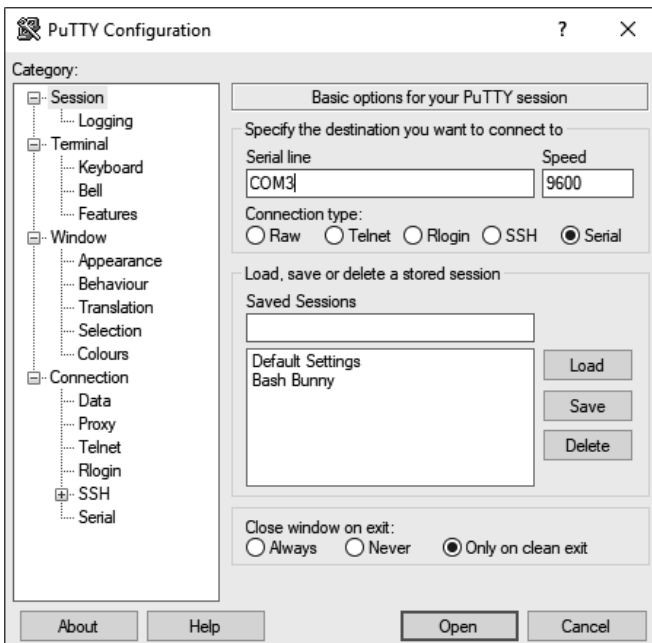 PuTTY Configuration ? ×
Category:
Session
Logging
Terminal
Keyboard
Bell
Features
Window
Appearance
Behaviour
Translation
Selection
Colours
Connection
Data
Proxy
Telnet
Rlogin
SSH
Serial
Basic options for your PuTTY session
Specify the destination you want to connect to
Serial line Speed
COM3 9600
Connection type:
Raw Telnet Rlogin SSH Serial
Load, save or delete a stored session
Saved Sessions
Default Settings
Bash Bunny
Load
Save
Delete
Close window on exit:
Always Never Only on clean exit
About Help Open Cancel